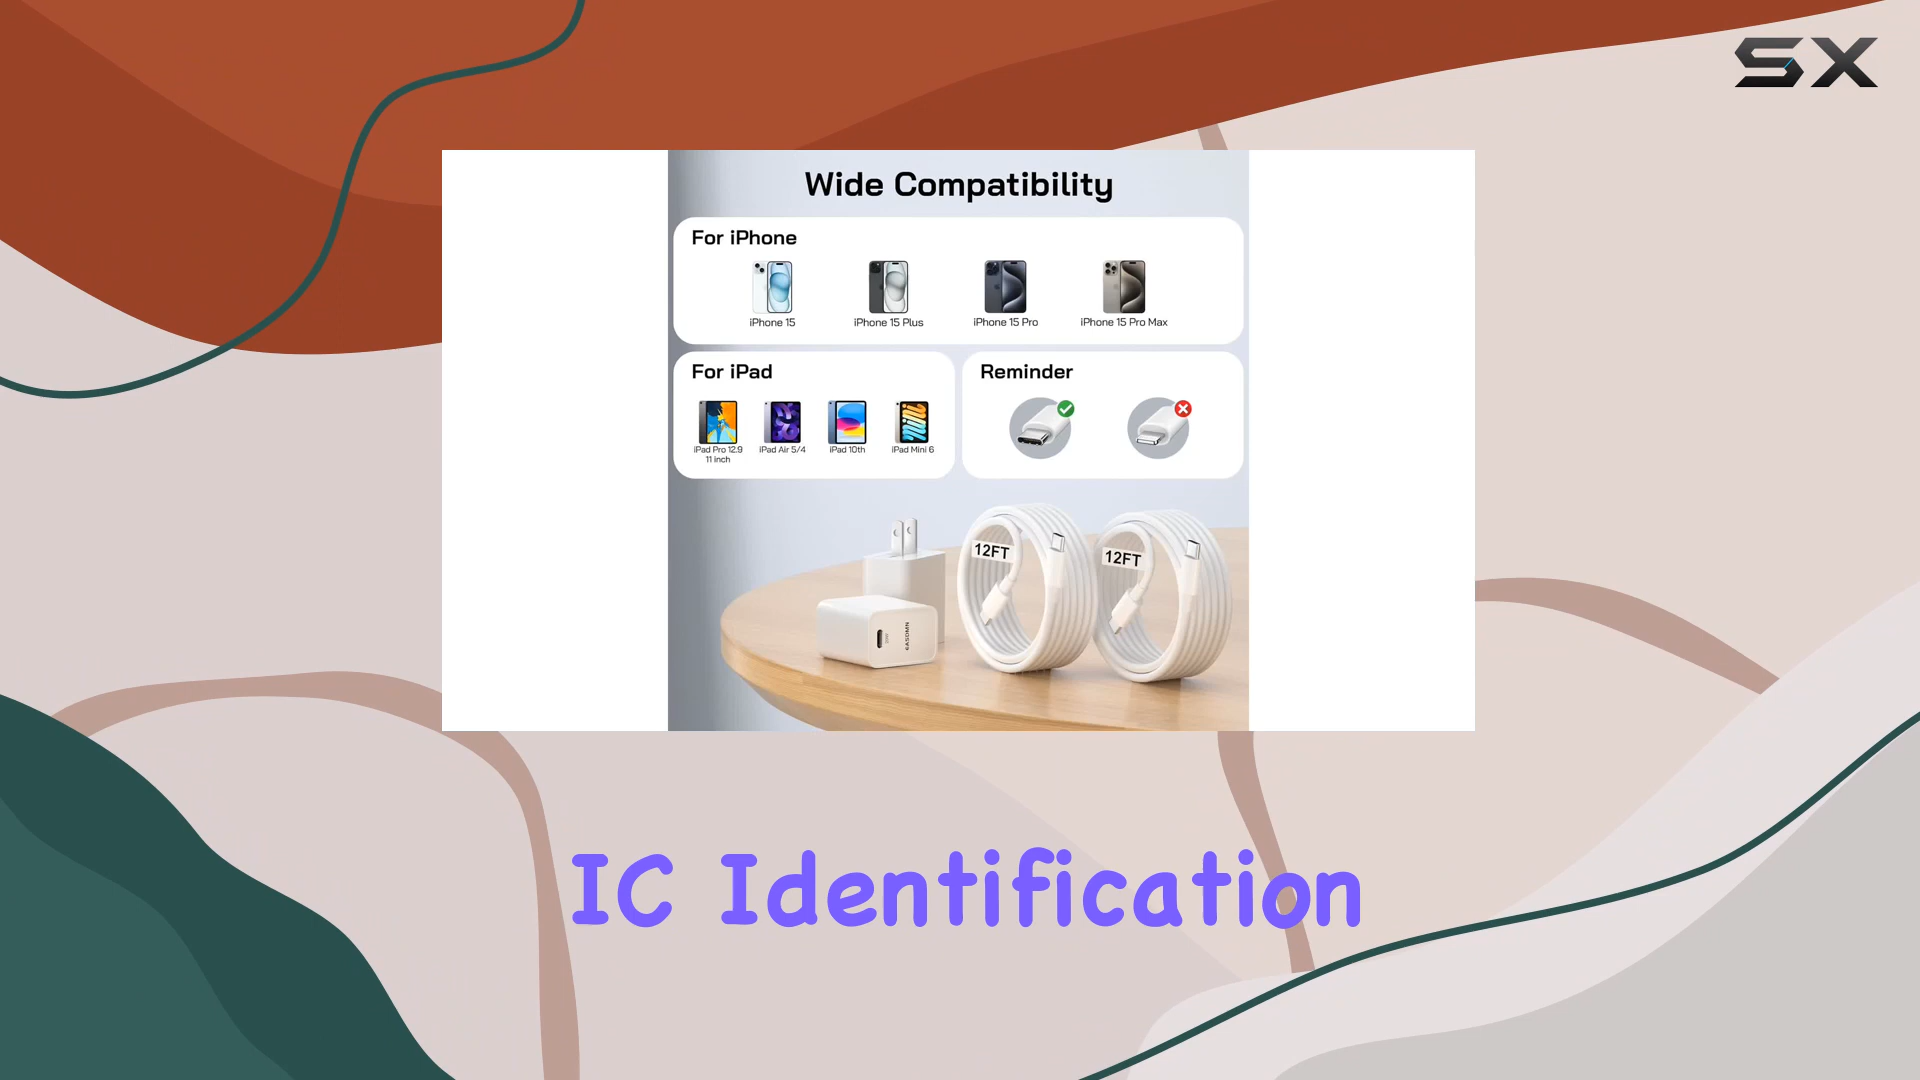 SX
Wide Compatibility
For iPhone
iPhone 15
iPhone 15 Plus
iPhone 15 Pro
iPhone 15 Pro Max
For iPad
iPad Pro 12.9
11 inch
iPad Air 5/4
iPad 10th
iPad Mini 6
Reminder
12FT
12FT
20W
EASDMN
IC Identification